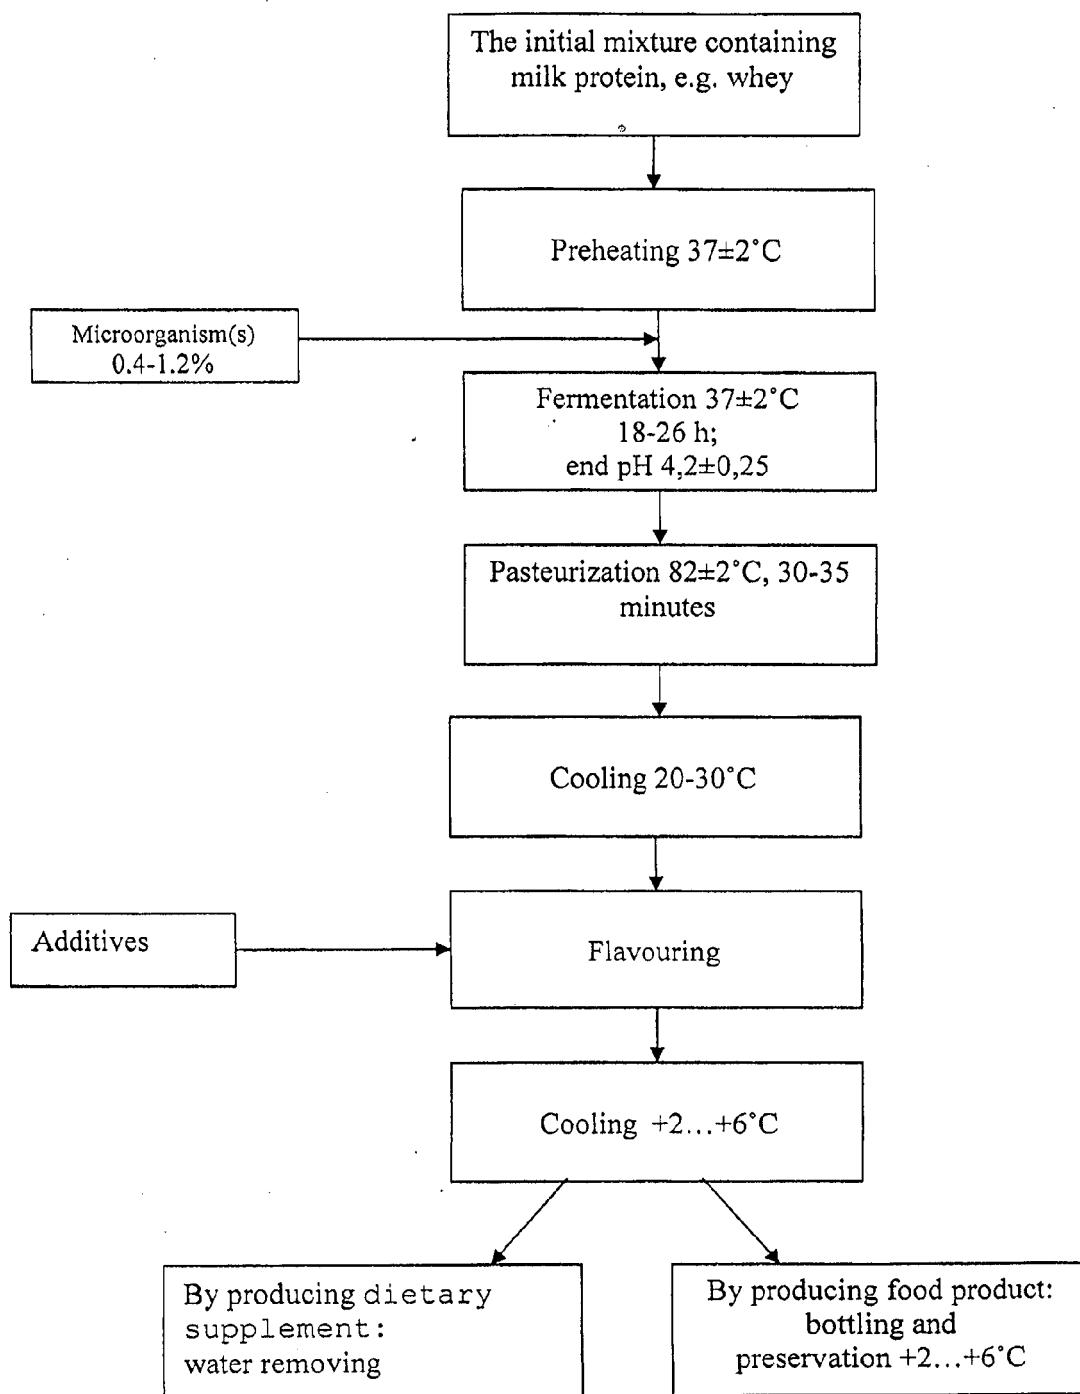 The initial mixture containing
milk protein, e.g. whey
Preheating 37±2°C
Microorganism(s)
0.4-1.2%
Fermentation 37±2°C
18-26 h;
end pH 4,2±0,25
Pasteurization 82±2°C, 30-35
minutes
Cooling 20-30°C
Additives
Flavouring
Cooling +2...+6°C
By producing dietary
supplement:
water removing
By producing food product:
bottling and
preservation +2...+6°C